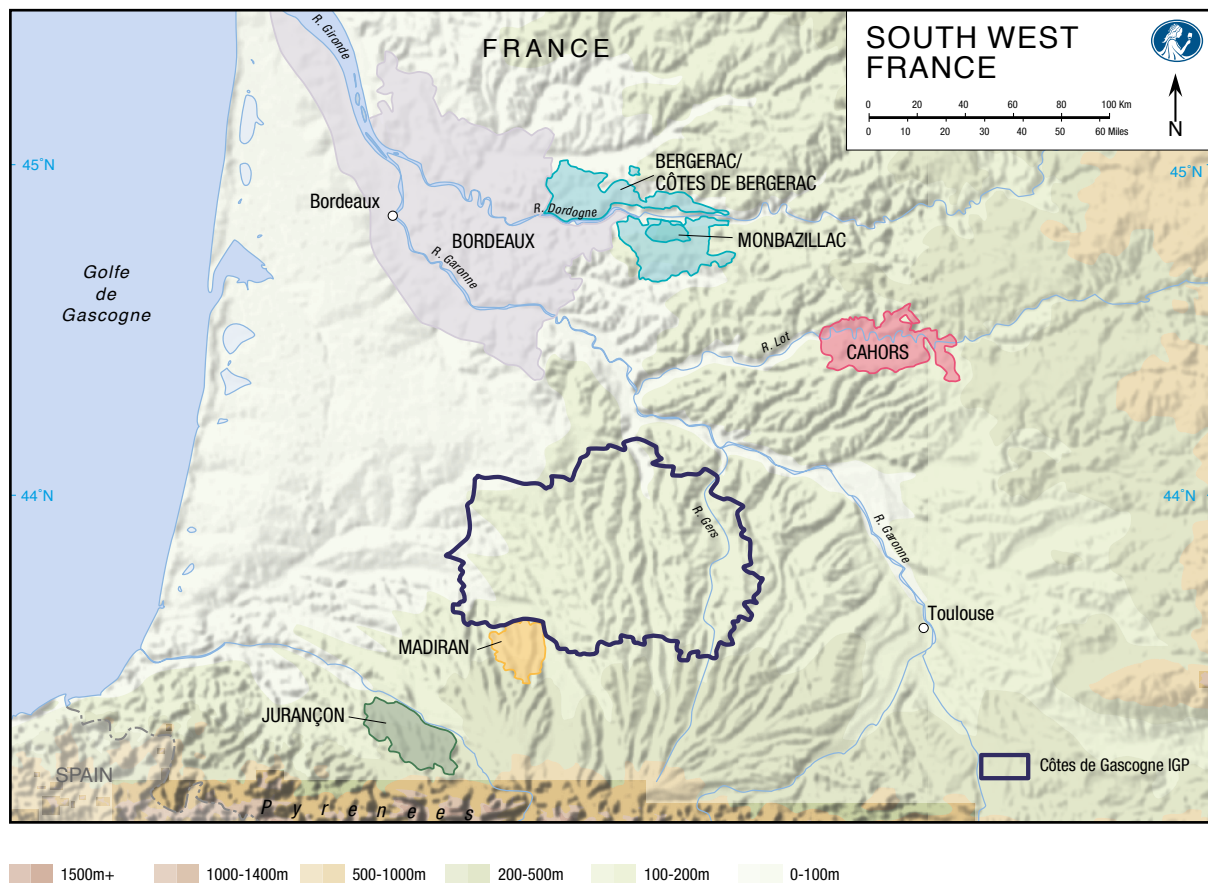 R. Gironde
FRANCE
SOUTH WEST
FRANCE
0 20 40 60 80 100 Km
0 10 20 30 40 50 60 Miles
N
45°N
45°N
BERGERAC/
CÔTES DE BERGERAC
Bordeaux
R. Dordogne
BORDEAUX
MONBAZILLAC
R. Garonne
Golfe
de
Gascogne
R. Lot
CAHORS
44°N
44°N
R. Gers
R. Garonne
Toulouse
MADIRAN
JURANÇON
SPAIN
Côtes de Gascogne IGP
Pyrenees
1500m+ 1000-1400m 500-1000m 200-500m 100-200m 0-100m